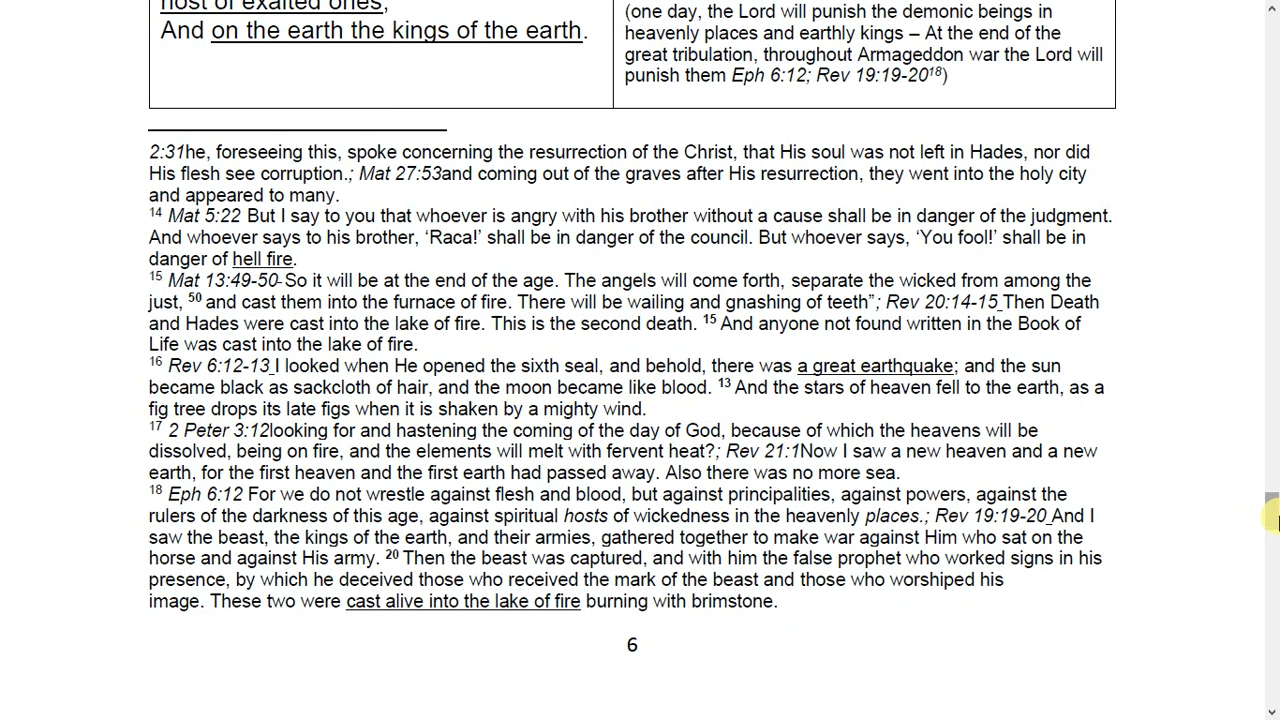 host of exalted ones,
And on the earth the kings of the earth.
(one day, the Lord will punish the demonic beings in
heavenly places and earthly kings – At the end of the
great tribulation, throughout Armageddon war the Lord will
punish them Eph 6:12; Rev 19:19-20¹⁸)
2:31he, foreseeing this, spoke concerning the resurrection of the Christ, that His soul was not left in Hades, nor did
His flesh see corruption.; Mat 27:53and coming out of the graves after His resurrection, they went into the holy city
and appeared to many.
¹⁴ Mat 5:22 But I say to you that whoever is angry with his brother without a cause shall be in danger of the judgment.
And whoever says to his brother, ‘Raca!’ shall be in danger of the council. But whoever says, ‘You fool!’ shall be in
danger of hell fire.
¹⁵ Mat 13:49-50 So it will be at the end of the age. The angels will come forth, separate the wicked from among the
just, ⁵⁰ and cast them into the furnace of fire. There will be wailing and gnashing of teeth”; Rev 20:14-15 Then Death
and Hades were cast into the lake of fire. This is the second death. ¹⁵ And anyone not found written in the Book of
Life was cast into the lake of fire.
¹⁶ Rev 6:12-13 I looked when He opened the sixth seal, and behold, there was a great earthquake; and the sun
became black as sackcloth of hair, and the moon became like blood. ¹³ And the stars of heaven fell to the earth, as a
fig tree drops its late figs when it is shaken by a mighty wind.
¹⁷ 2 Peter 3:12looking for and hastening the coming of the day of God, because of which the heavens will be
dissolved, being on fire, and the elements will melt with fervent heat?; Rev 21:1Now I saw a new heaven and a new
earth, for the first heaven and the first earth had passed away. Also there was no more sea.
¹⁸ Eph 6:12 For we do not wrestle against flesh and blood, but against principalities, against powers, against the
rulers of the darkness of this age, against spiritual hosts of wickedness in the heavenly places.; Rev 19:19-20 And I
saw the beast, the kings of the earth, and their armies, gathered together to make war against Him who sat on the
horse and against His army. ²⁰ Then the beast was captured, and with him the false prophet who worked signs in his
presence, by which he deceived those who received the mark of the beast and those who worshiped his
image. These two were cast alive into the lake of fire burning with brimstone.
6